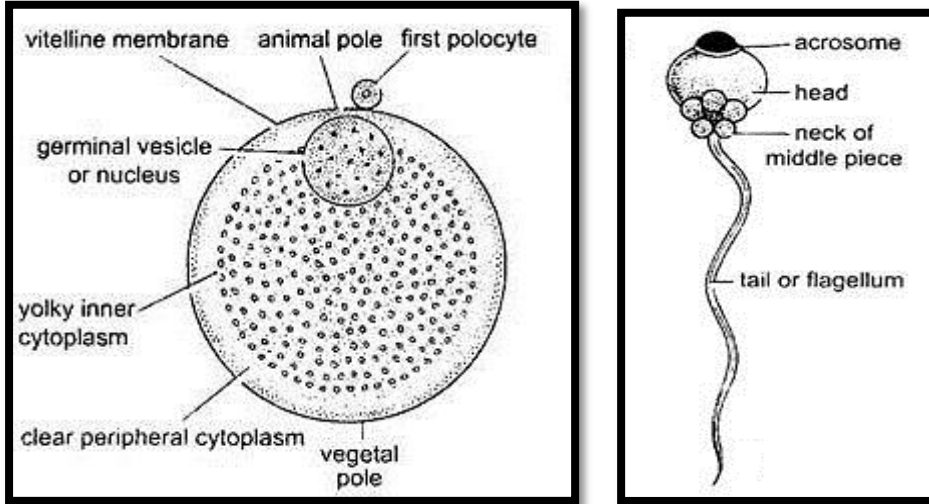 vitelline membrane
animal pole
first polocyte
germinal vesicle
or nucleus
yolky inner
cytoplasm
clear peripheral cytoplasm
vegetal
pole
acrosome
head
neck of
middle piece
tail or flagellum